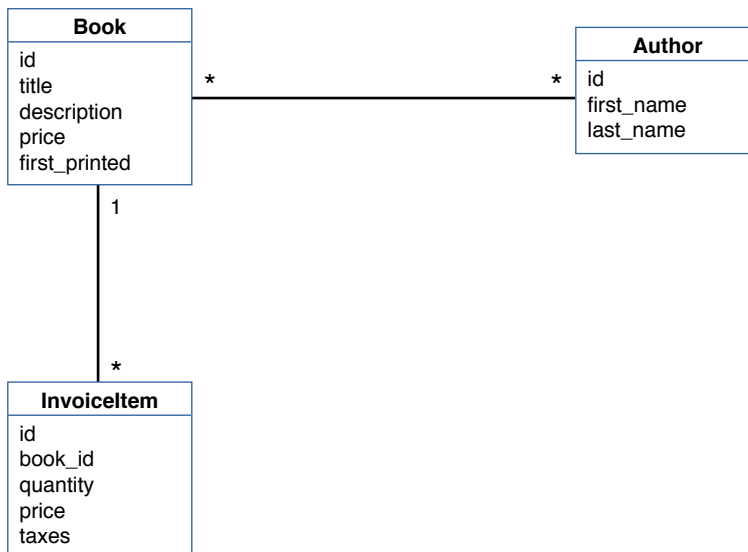 Book
id
title
description
price
first_printed
*
*
Author
id
first_name
last_name
1
*
InvoiceItem
id
book_id
quantity
price
taxes